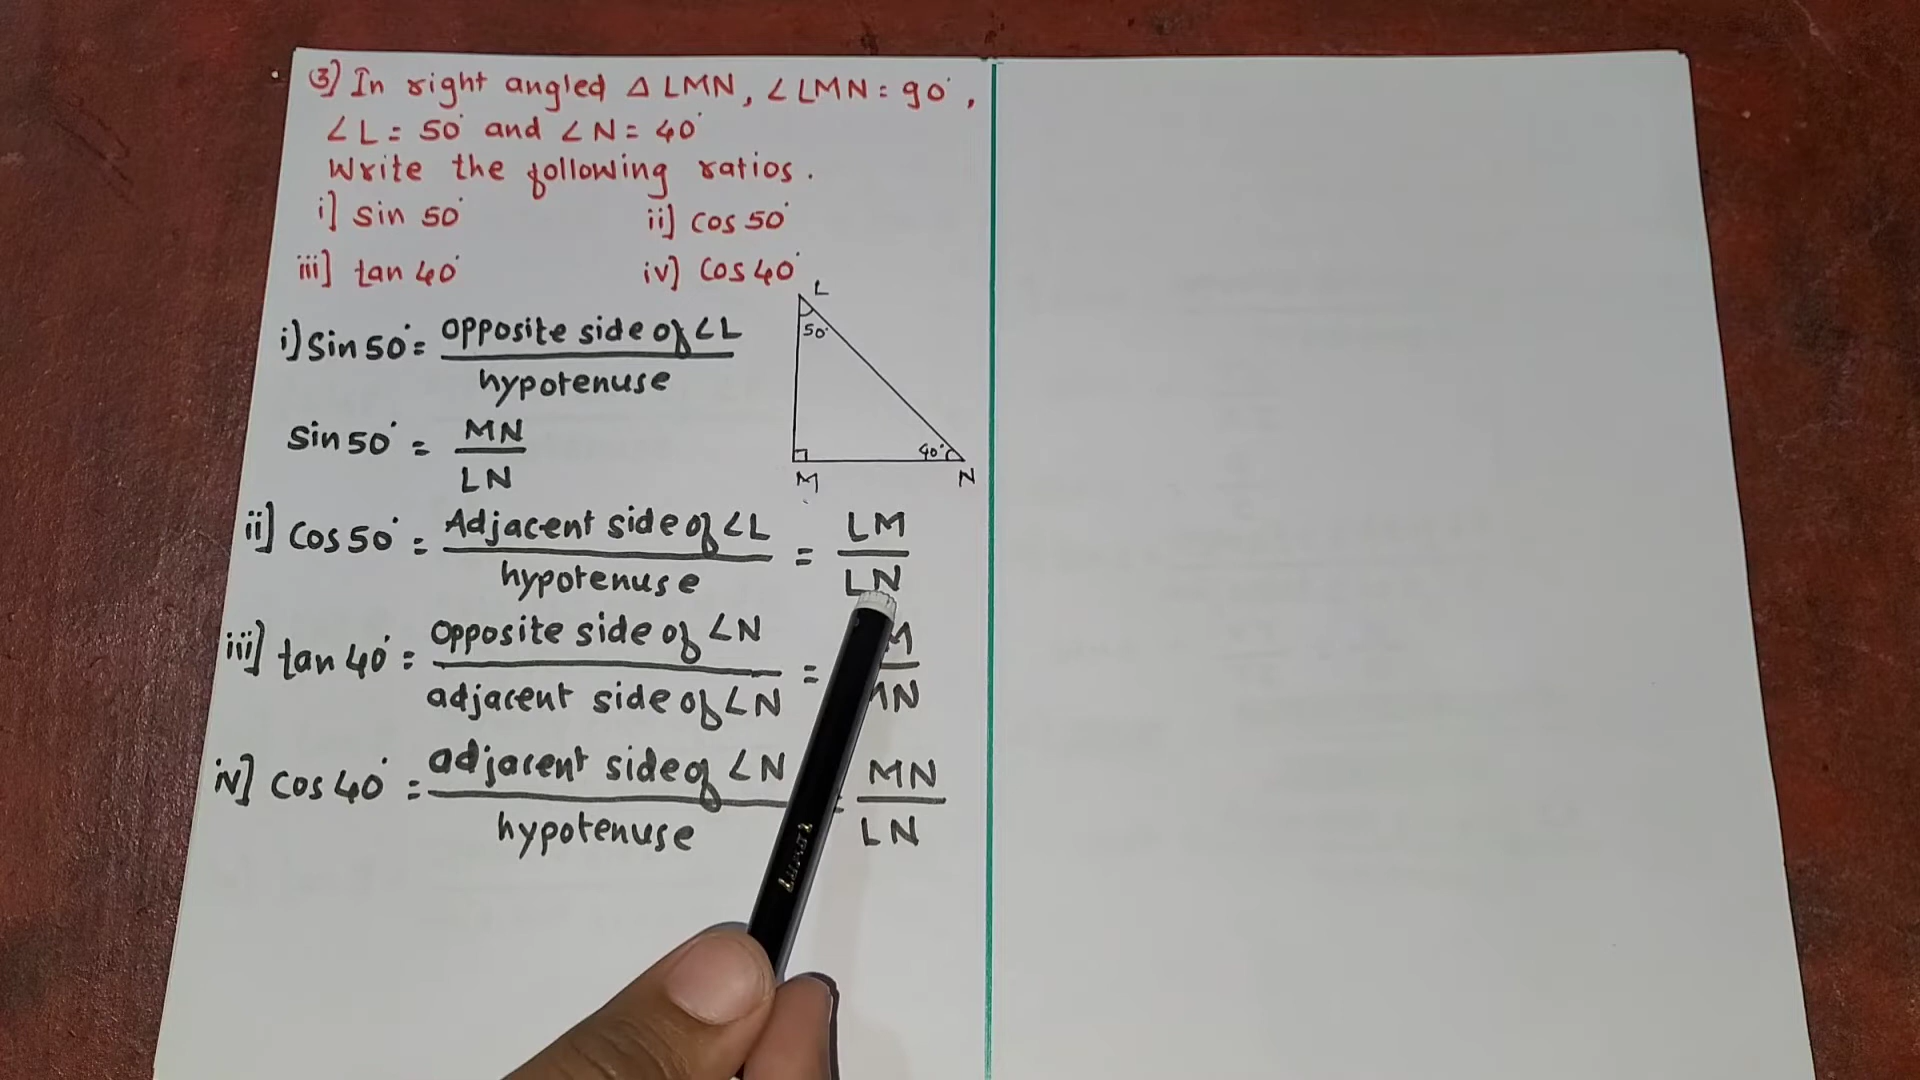 ③] In right angled Δ LMN, ∠LMN = 90°,
∠L = 50° and ∠N = 40°
Write the following ratios.
i] sin 50°
ii] cos 50°
iii] tan 40°
iv] cos 40°
L
50°
40°
M
N
i) Sin 50° = opposite side of ∠L
hypotenuse
Sin 50° = MN
LN
ii] Cos 50° = Adjacent side of ∠L = LM
hypotenuse LN
iii] tan 40° = opposite side of ∠N =
adjacent side of ∠N MN
iv] Cos 40° = adjacent side of ∠N = MN
hypotenuse LN